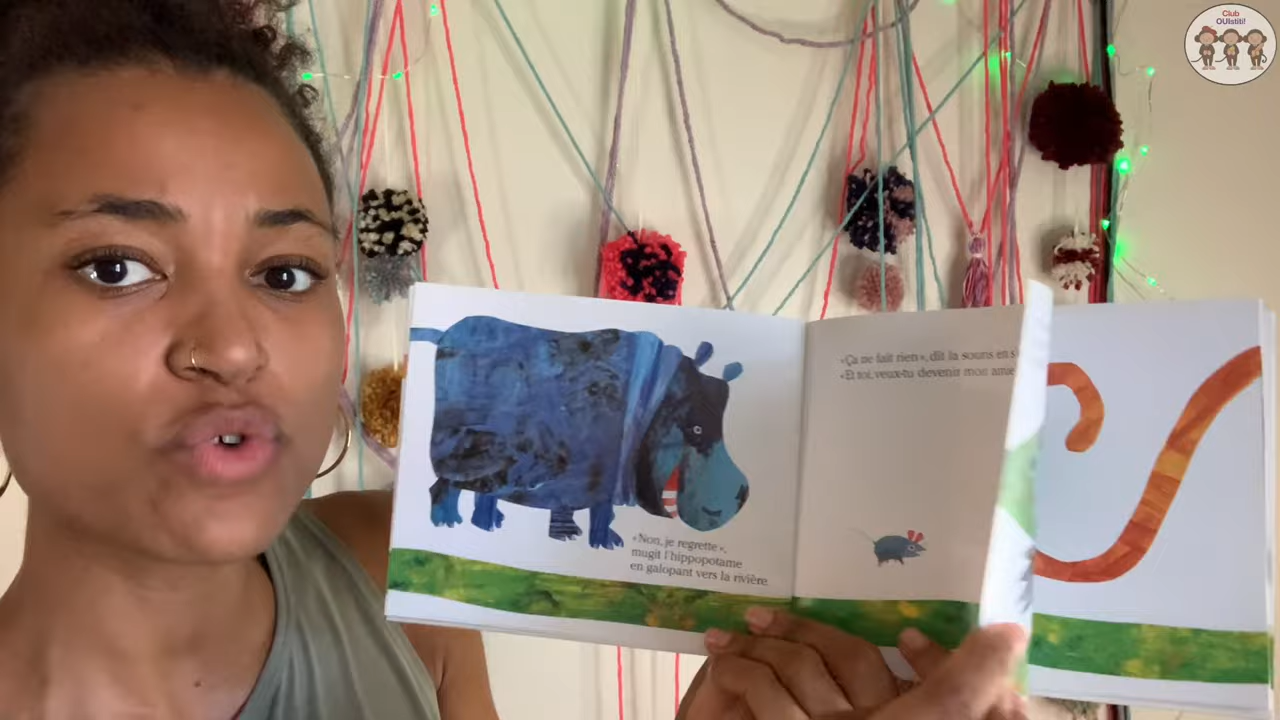 Club
OUIstiti!
«Non, je regrette»,
mugit l'hippopotame
en galopant vers la rivière.
«Ça ne fait rien», dit la souris en s
«Et toi, veux-tu devenir mon amie